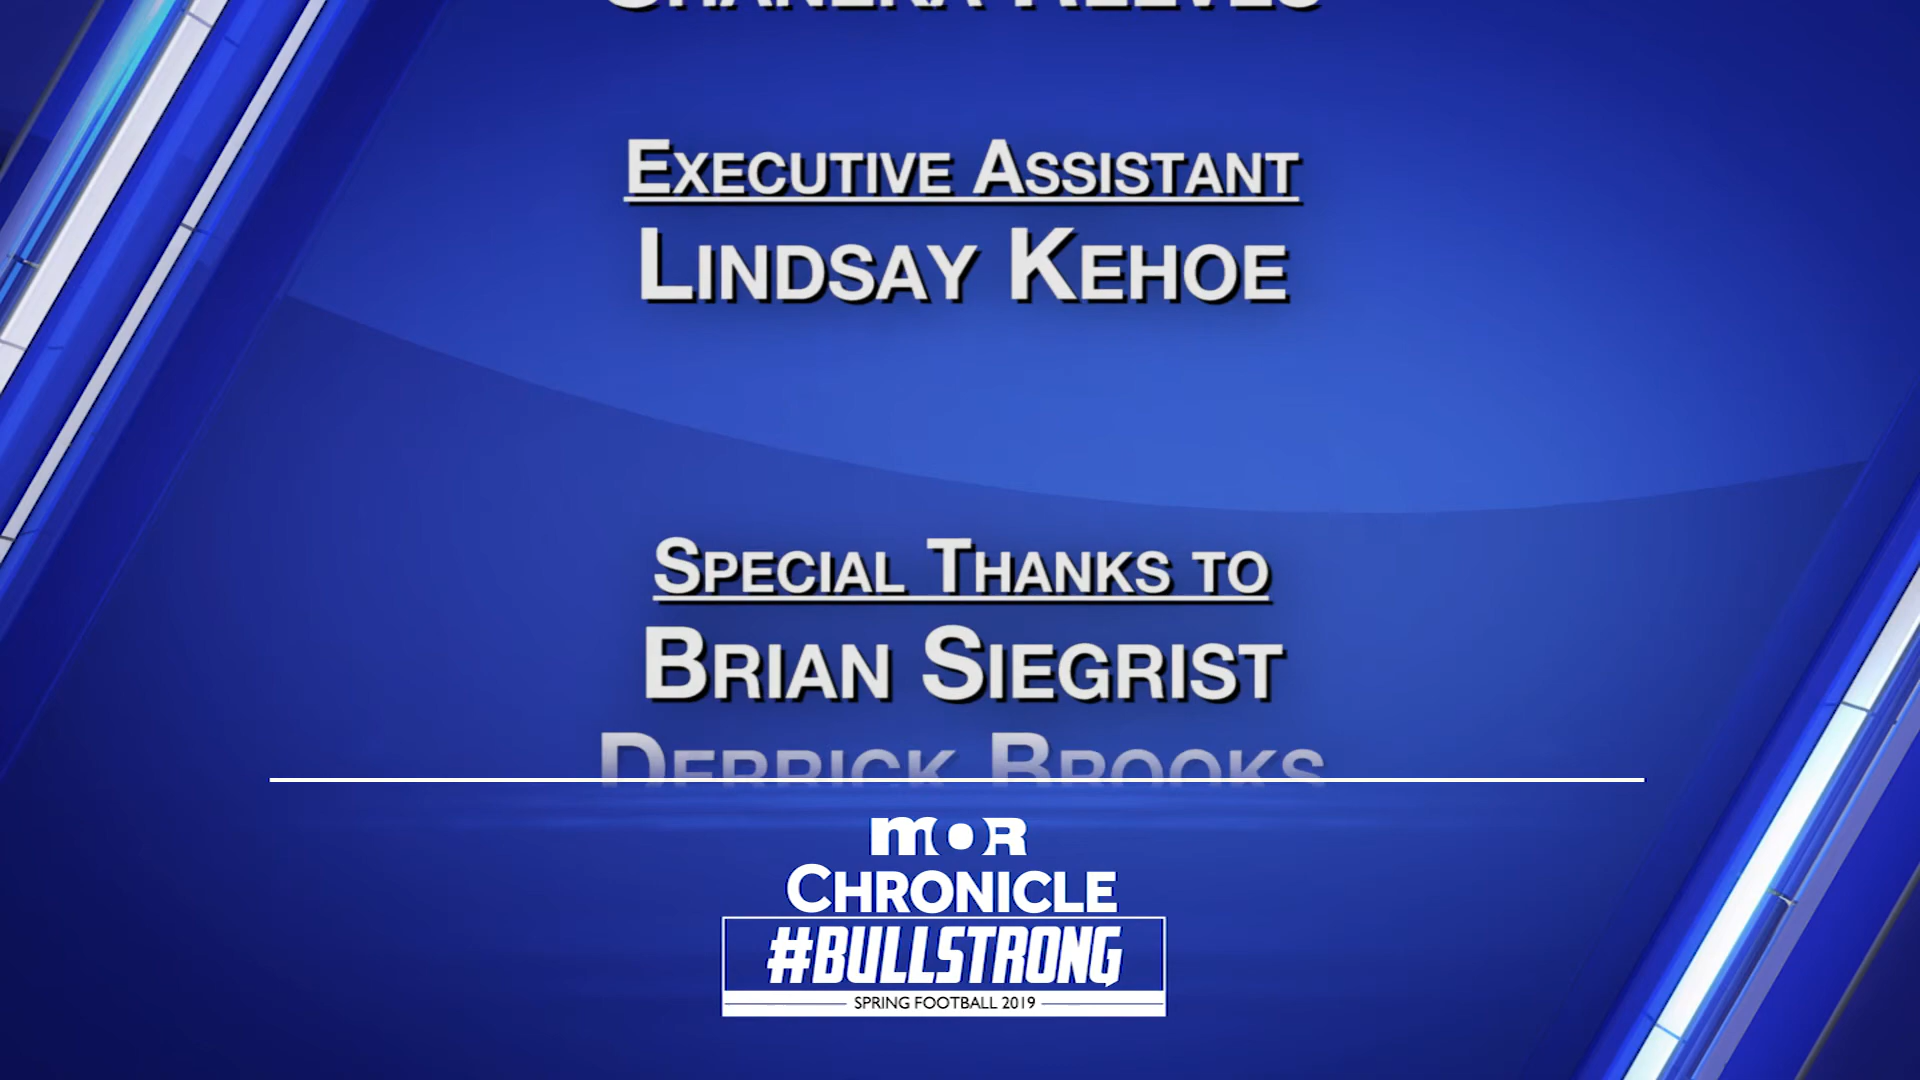 Executive Assistant
Lindsay Kehoe
Special Thanks to
Brian Siegrist
Derrick Brooks
mOR
Chronicle
#BULLSTRONG
SPRING FOOTBALL 2019